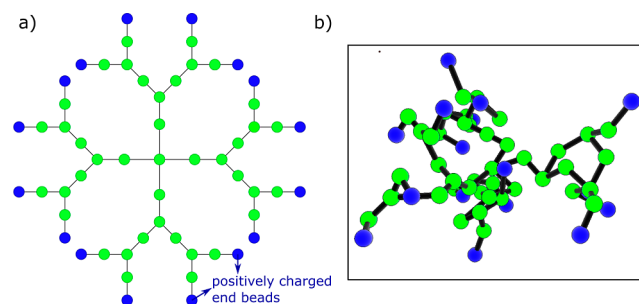 a)
b)
positively charged
end beads